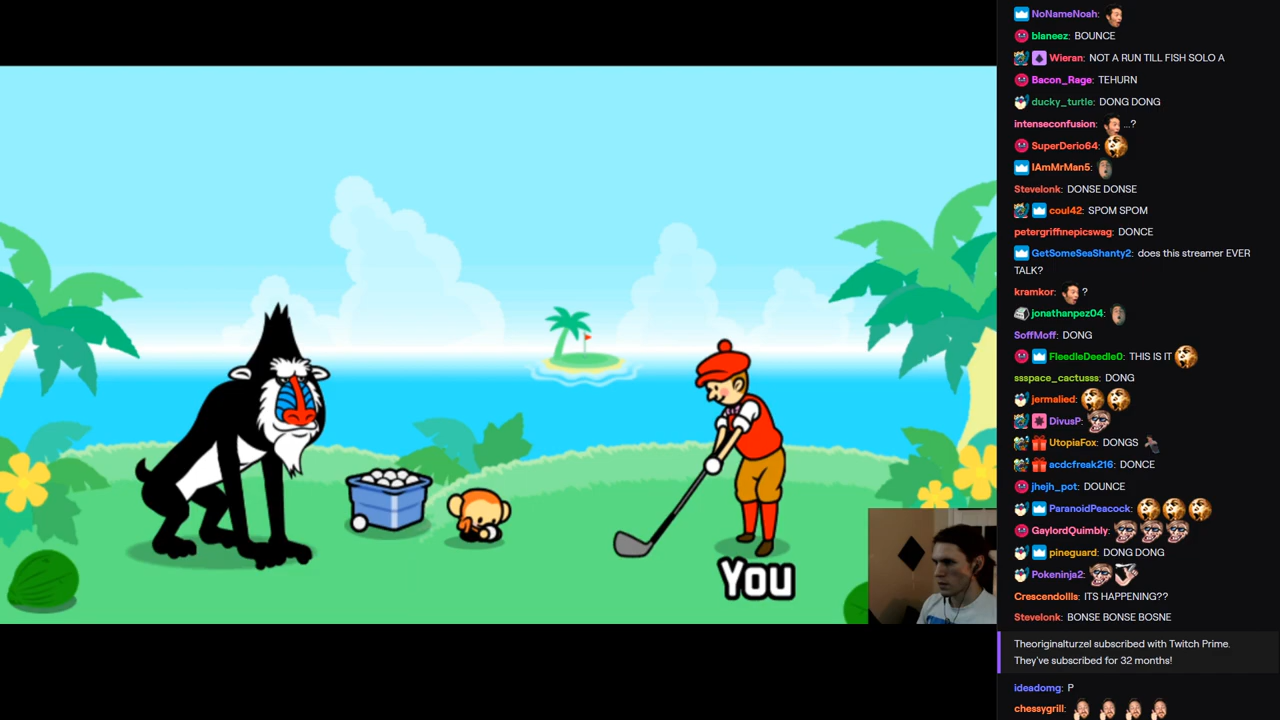 You
NoNameNoah:
blaneez: BOUNCE
Wieran: NOT A RUN TILL FISH SOLO A
Bacon_Rage: TEHURN
ducky_turtle: DONG DONG
intenseconfusion: ...?
SuperDerio64:
IAmMrMan5:
Stevelonk: DONSE DONSE
coul42: SPOM SPOM
petergriffinepicswag: DONCE
GetSomeSeaShanty2: does this streamer EVER
TALK?
kramkor: ?
jonathanpez04:
SoffMoff: DONG
FleedleDeedle0: THIS IS IT
ssspace_cactusss: DONG
jermalied:
DivusP:
UtopiaFox: DONGS
acdcfreak216: DONCE
jhejh_pot: DOUNCE
ParanoidPeacock:
GaylordQuimbly:
pineguard: DONG DONG
Pokeninja2:
Crescendollls: ITS HAPPENING??
Stevelonk: BONSE BONSE BOSNE
Theoriginalturzel subscribed with Twitch Prime.
They've subscribed for 32 months!
ideadomg: P
chessygrill: